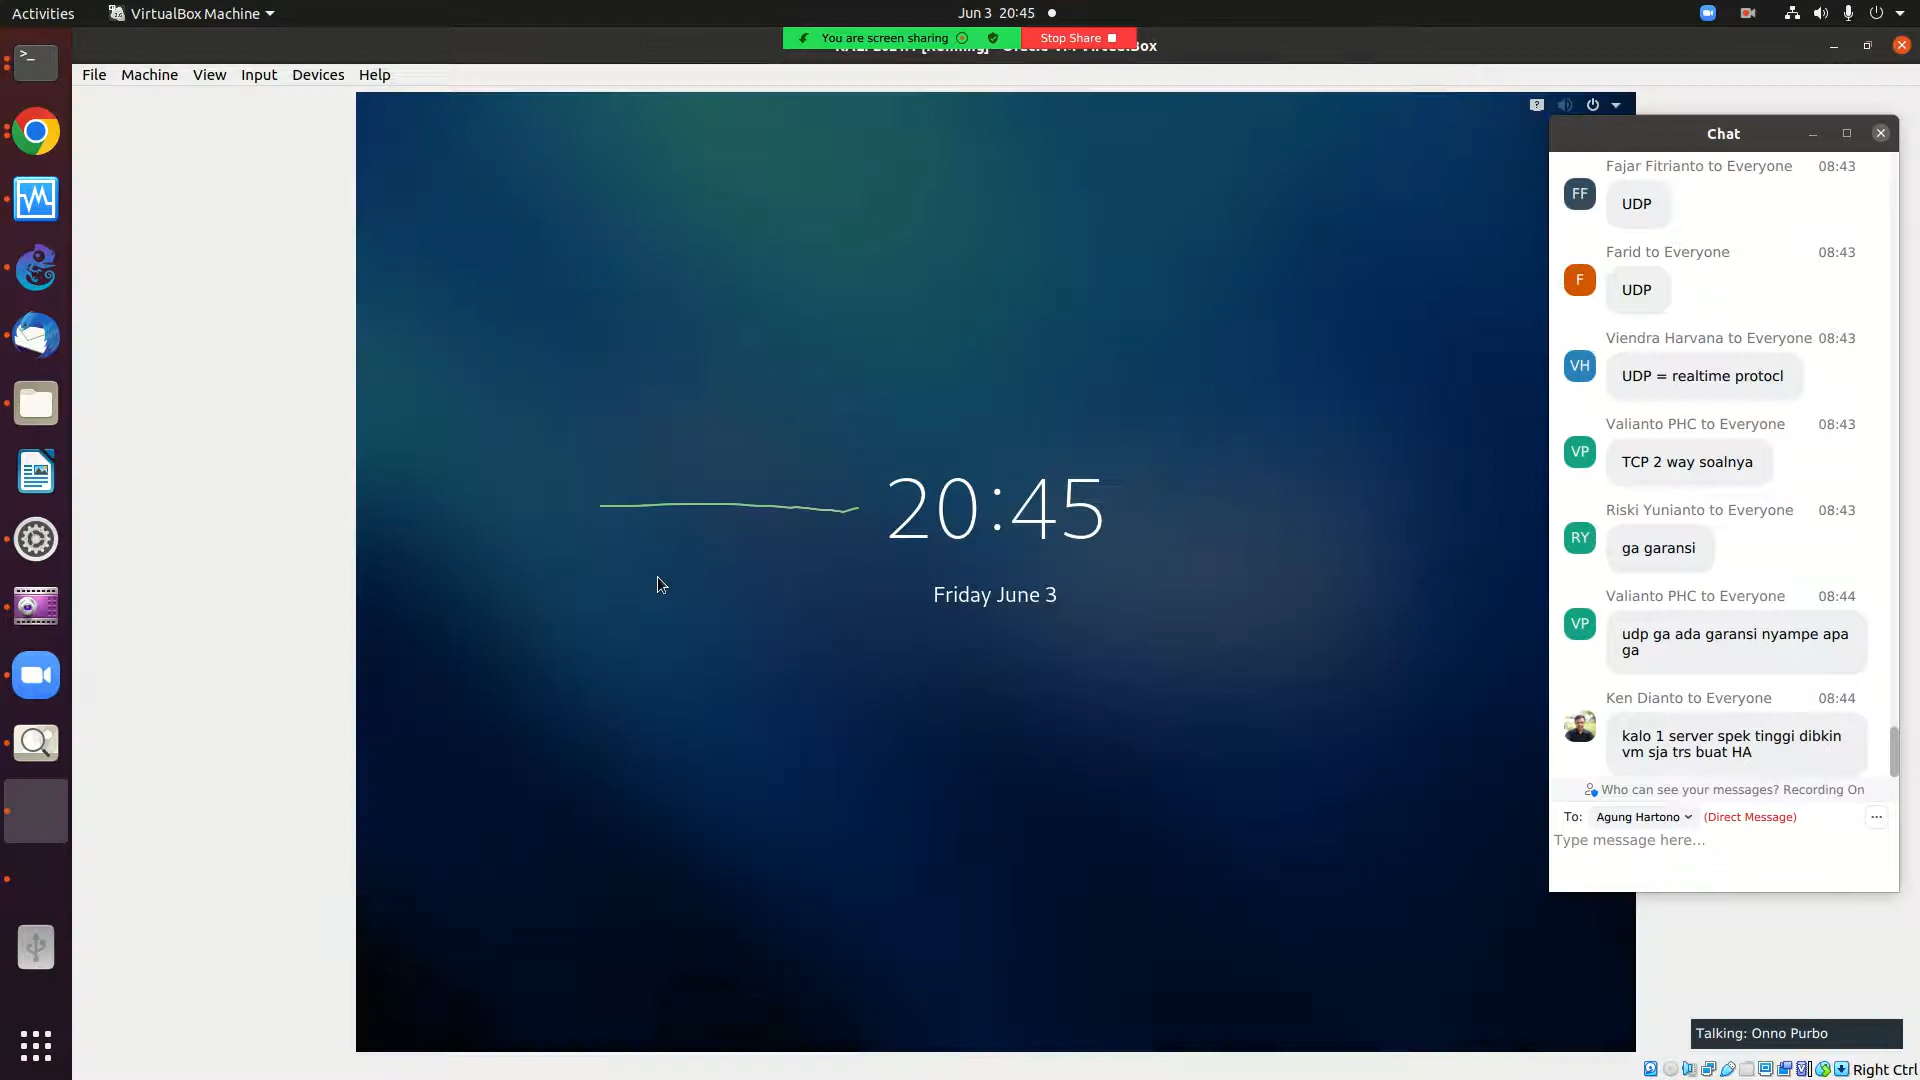 Activities
VirtualBox Machine
Jun 3 20:45
You are screen sharing
Stop Share
File
Machine
View
Input
Devices
Help
20:45
Friday June 3
Chat
Fajar Fitrianto to Everyone 08:43
FF
UDP
Farid to Everyone 08:43
F
UDP
Viendra Harvana to Everyone 08:43
VH
UDP = realtime protocl
Valianto PHC to Everyone 08:43
VP
TCP 2 way soalnya
Riski Yunianto to Everyone 08:43
RY
ga garansi
Valianto PHC to Everyone 08:44
VP
udp ga ada garansi nyampe apa
ga
Ken Dianto to Everyone 08:44
kalo 1 server spek tinggi dibkin
vm sja trs buat HA
Who can see your messages? Recording On
To: Agung Hartono (Direct Message)
Type message here...
Talking: Onno Purbo
Right Ctrl